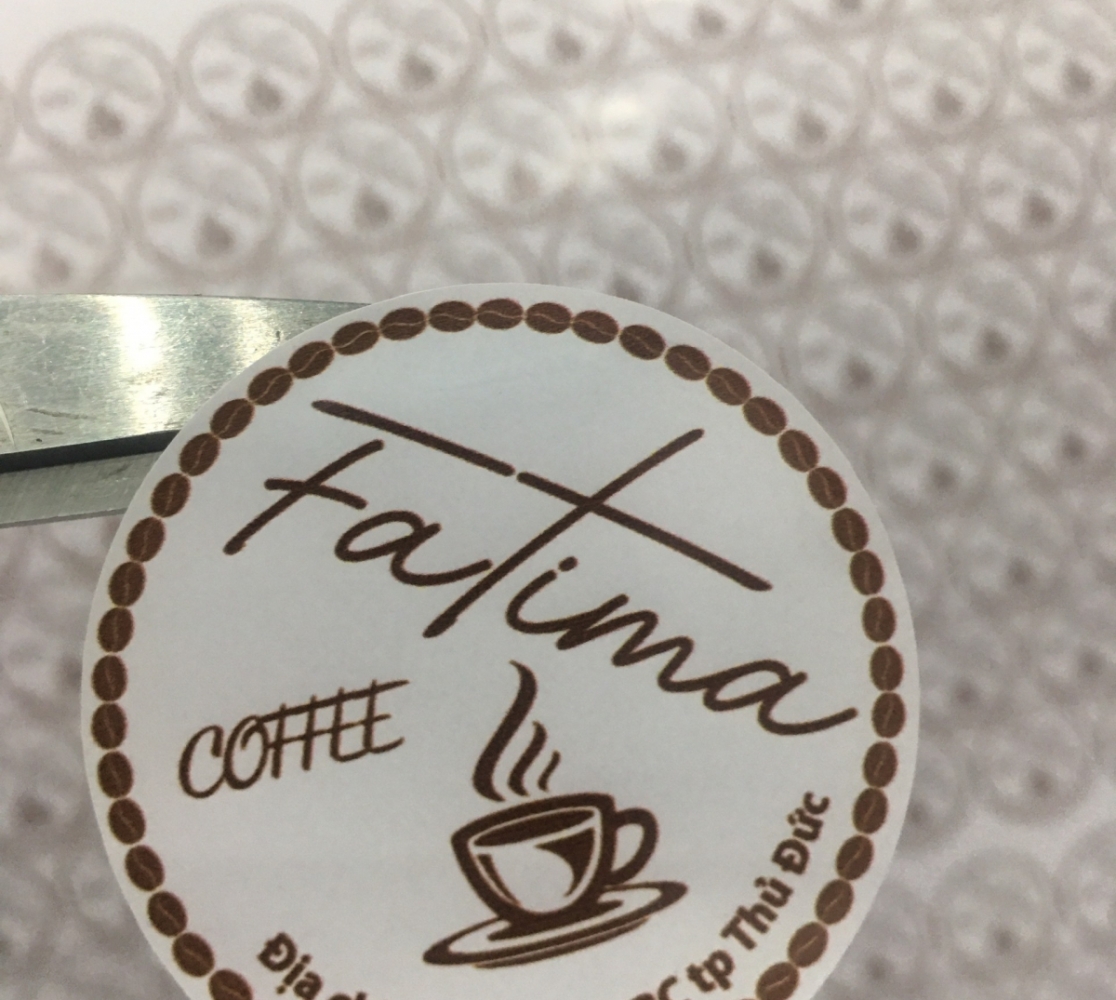 Fatima
COFFEE
Địa
tp Thủ Đức